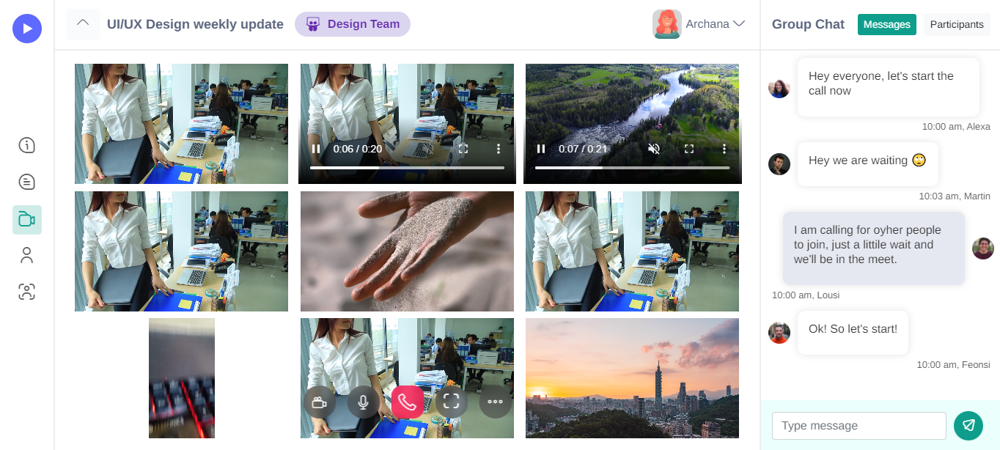 UI/UX Design weekly update
Design Team
Archana
Group Chat
Messages
Participants
0:06 / 0:20
0:07 / 0:21
Hey everyone, let's start the
call now
10:00 am, Alexa
Hey we are waiting 🙄
10:03 am, Martin
I am calling for oyher people
to join, just a littile wait and
we'll be in the meet.
10:00 am, Lousi
Ok! So let's start!
10:00 am, Feonsi
Type message